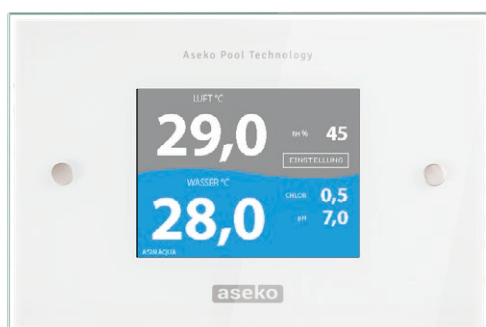 Aseko Pool Technology
LUFT °C
29,0
RH % 45
EINSTELLUNG
WASSER °C
28,0
CHLOR 0,5
pH 7,0
ASIN AQUA
aseko